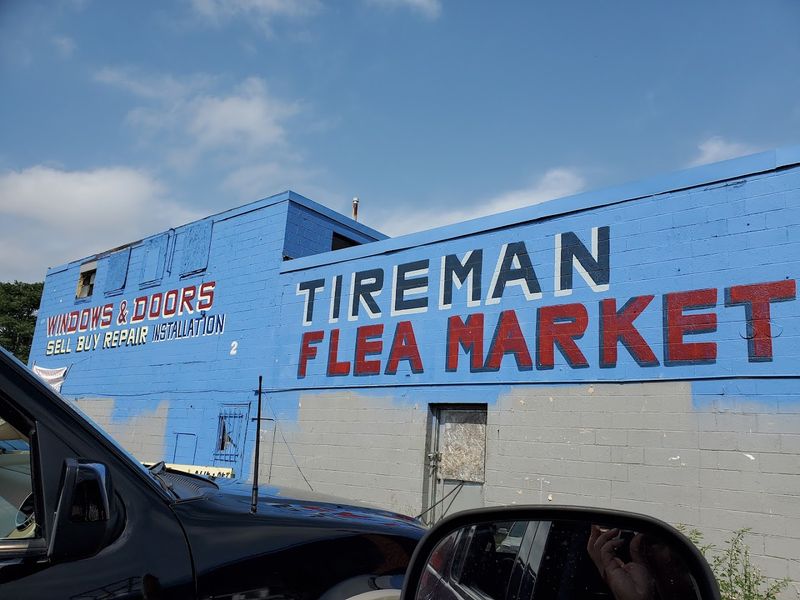 WINDOWS & DOORS
SELL BUY REPAIR INSTALLATION
2
TIREMAN
FLEA MARKET